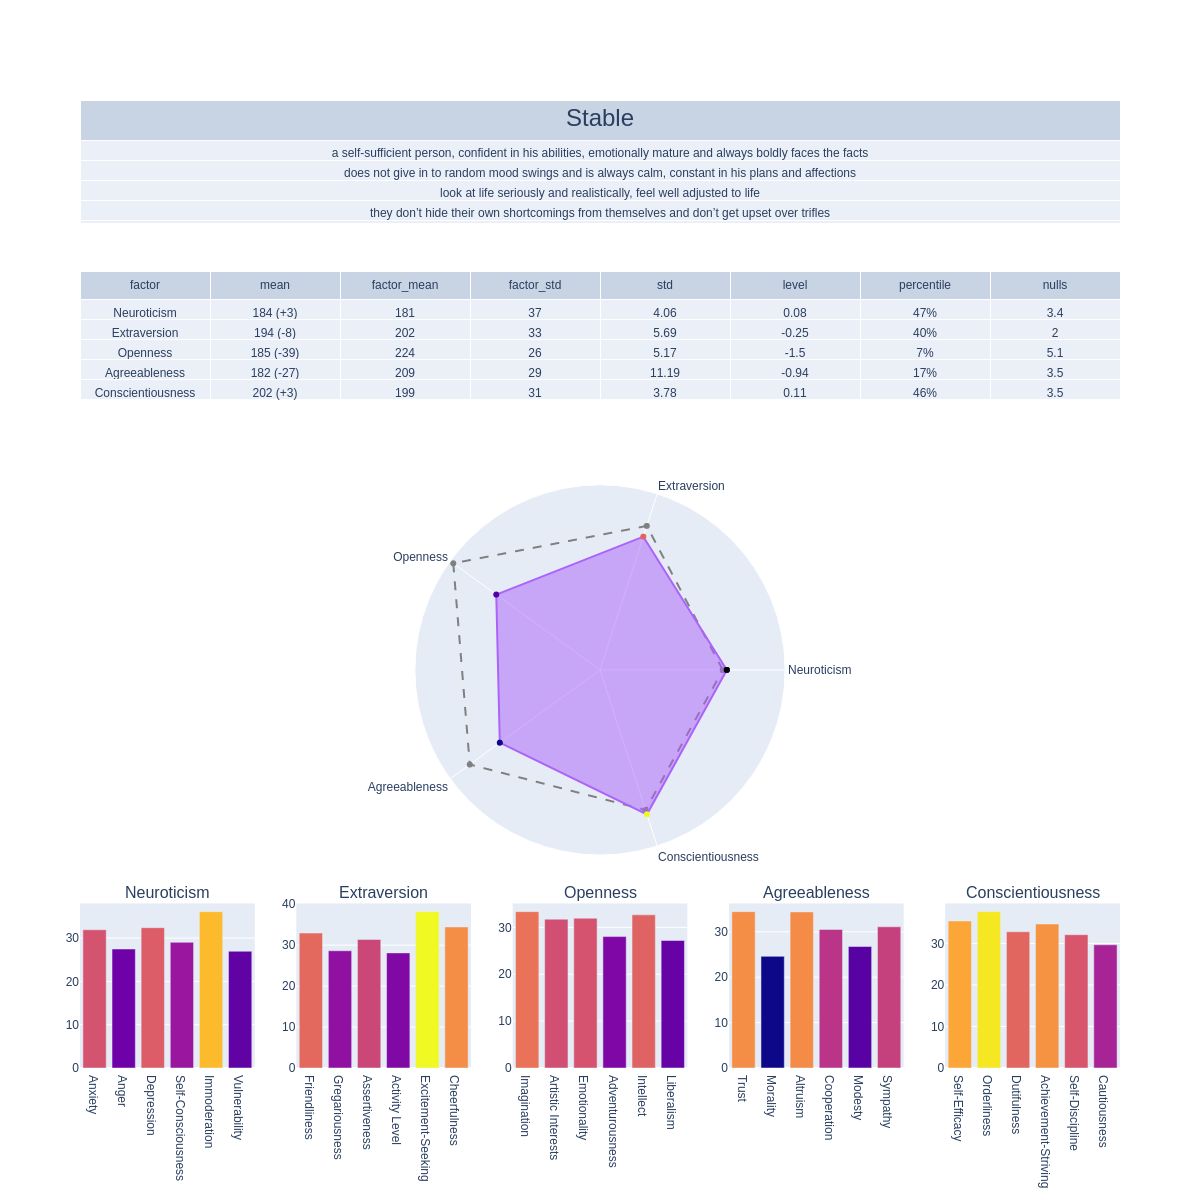 Stable
a self-sufficient person, confident in his abilities, emotionally mature and always boldly faces the facts
does not give in to random mood swings and is always calm, constant in his plans and affections
look at life seriously and realistically, feel well adjusted to life
they don’t hide their own shortcomings from themselves and don’t get upset over trifles
factor mean factor_mean factor_std std level percentile nulls
Neuroticism 184 (+3) 181 37 4.06 0.08 47% 3.4
Extraversion 194 (-8) 202 33 5.69 -0.25 40% 2
Openness 185 (-39) 224 26 5.17 -1.5 7% 5.1
Agreeableness 182 (-27) 209 29 11.19 -0.94 17% 3.5
Conscientiousness 202 (+3) 199 31 3.78 0.11 46% 3.5
Extraversion
Openness
Neuroticism
Agreeableness
Conscientiousness
Neuroticism
30
20
10
0
Anxiety
Anger
Depression
Self-Consciousness
Immoderation
Vulnerability
Extraversion
40
30
20
10
0
Friendliness
Gregariousness
Assertiveness
Activity Level
Excitement-Seeking
Cheerfulness
Openness
30
20
10
0
Imagination
Artistic Interests
Emotionality
Adventurousness
Intellect
Liberalism
Agreeableness
30
20
10
0
Trust
Morality
Altruism
Cooperation
Modesty
Sympathy
Conscientiousness
30
20
10
0
Self-Efficacy
Orderliness
Dutifulness
Achievement-Striving
Self-Discipline
Cautiousness